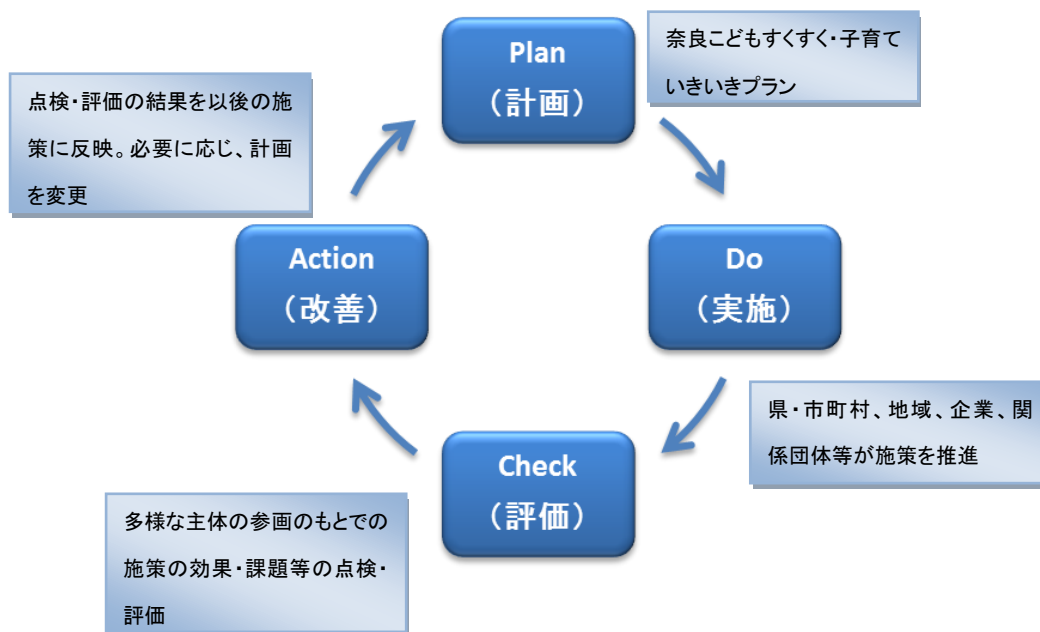 Plan
（計画）
奈良こどもすくすく・子育て
いきいきプラン
点検・評価の結果を以後の施
策に反映。必要に応じ、計画
を変更
Action
（改善）
Do
（実施）
県・市町村、地域、企業、関
係団体等が施策を推進
Check
（評価）
多様な主体の参画のもとでの
施策の効果・課題等の点検・
評価